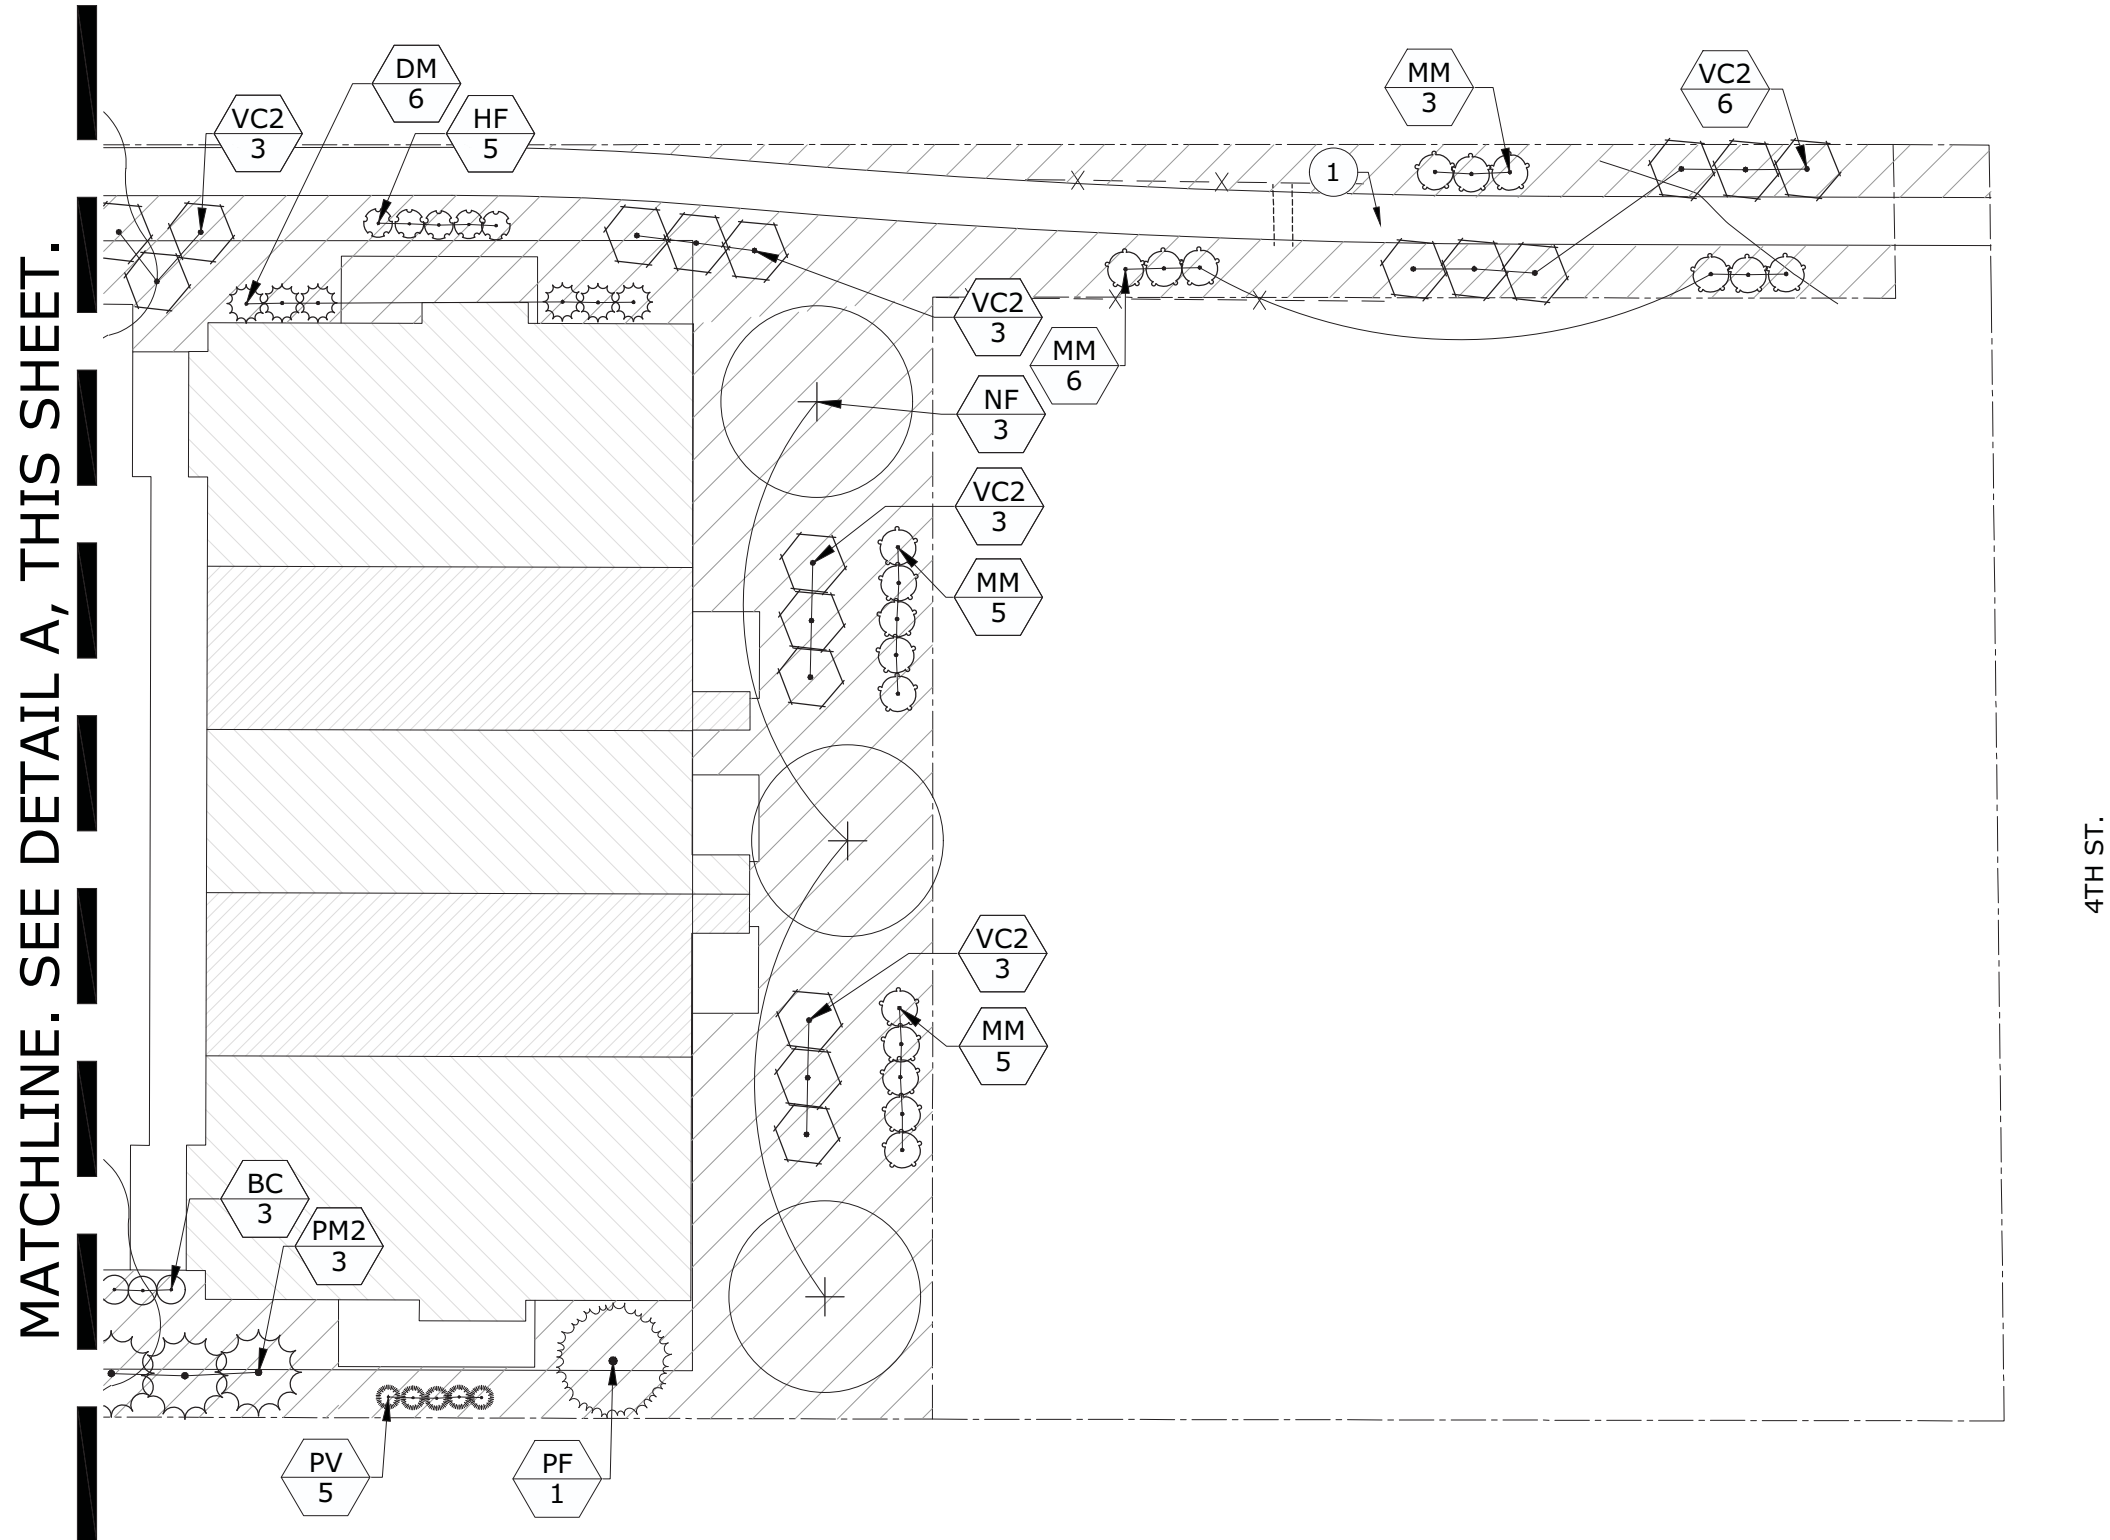 MATCHLINE. SEE DETAIL A, THIS SHEET.
DM
6
VC2
3
HF
5
MM
3
VC2
6
1
VC2
3
MM
6
NF
3
VC2
3
MM
5
4TH ST.
VC2
3
MM
5
BC
3
PM2
3
PV
5
PF
1